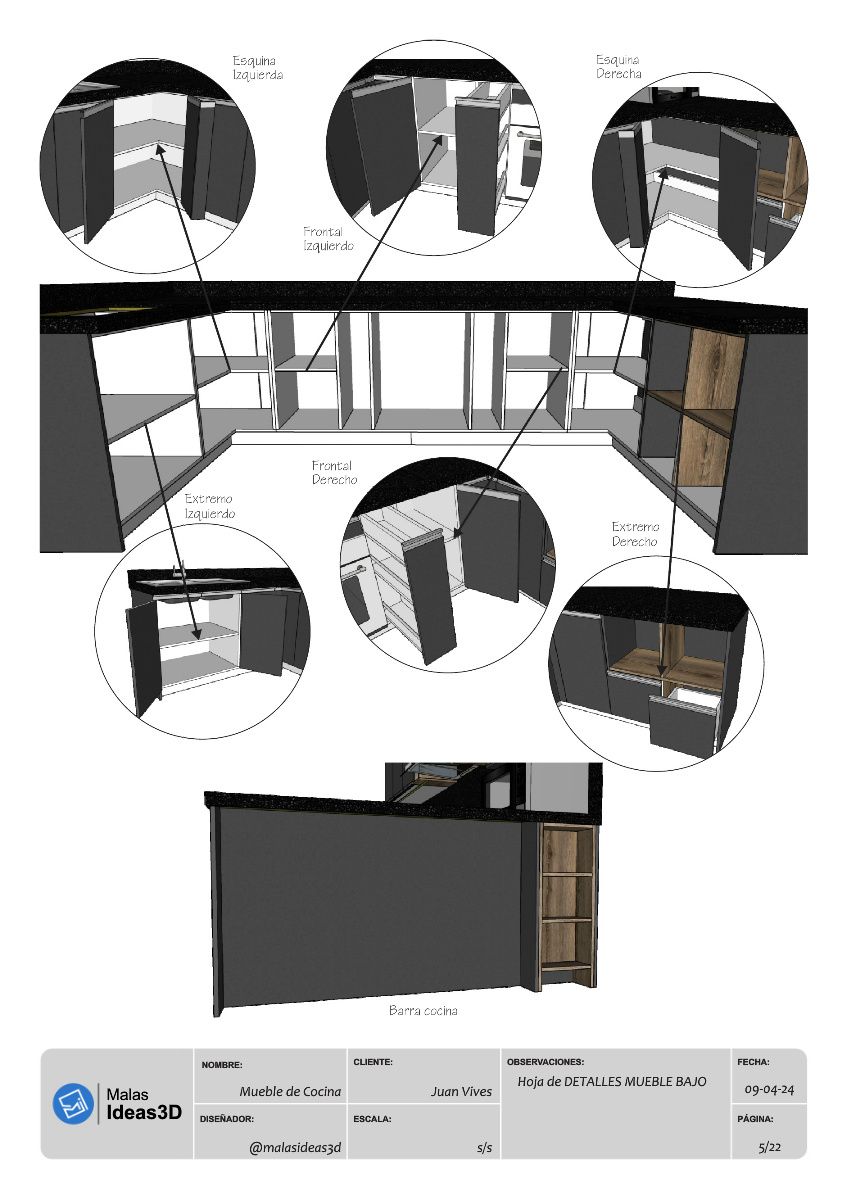 Esquina
Izquierda
Esquina
Derecha
Frontal
Izquierdo
Frontal
Derecho
Extremo
Izquierdo
Extremo
Derecho
Barra cocina
Malas
Ideas3D
NOMBRE:
Mueble de Cocina
CLIENTE:
Juan Vives
OBSERVACIONES:
Hoja de DETALLES MUEBLE BAJO
FECHA:
09-04-24
DISEÑADOR:
@malasideas3d
ESCALA:
s/s
PÁGINA:
5/22